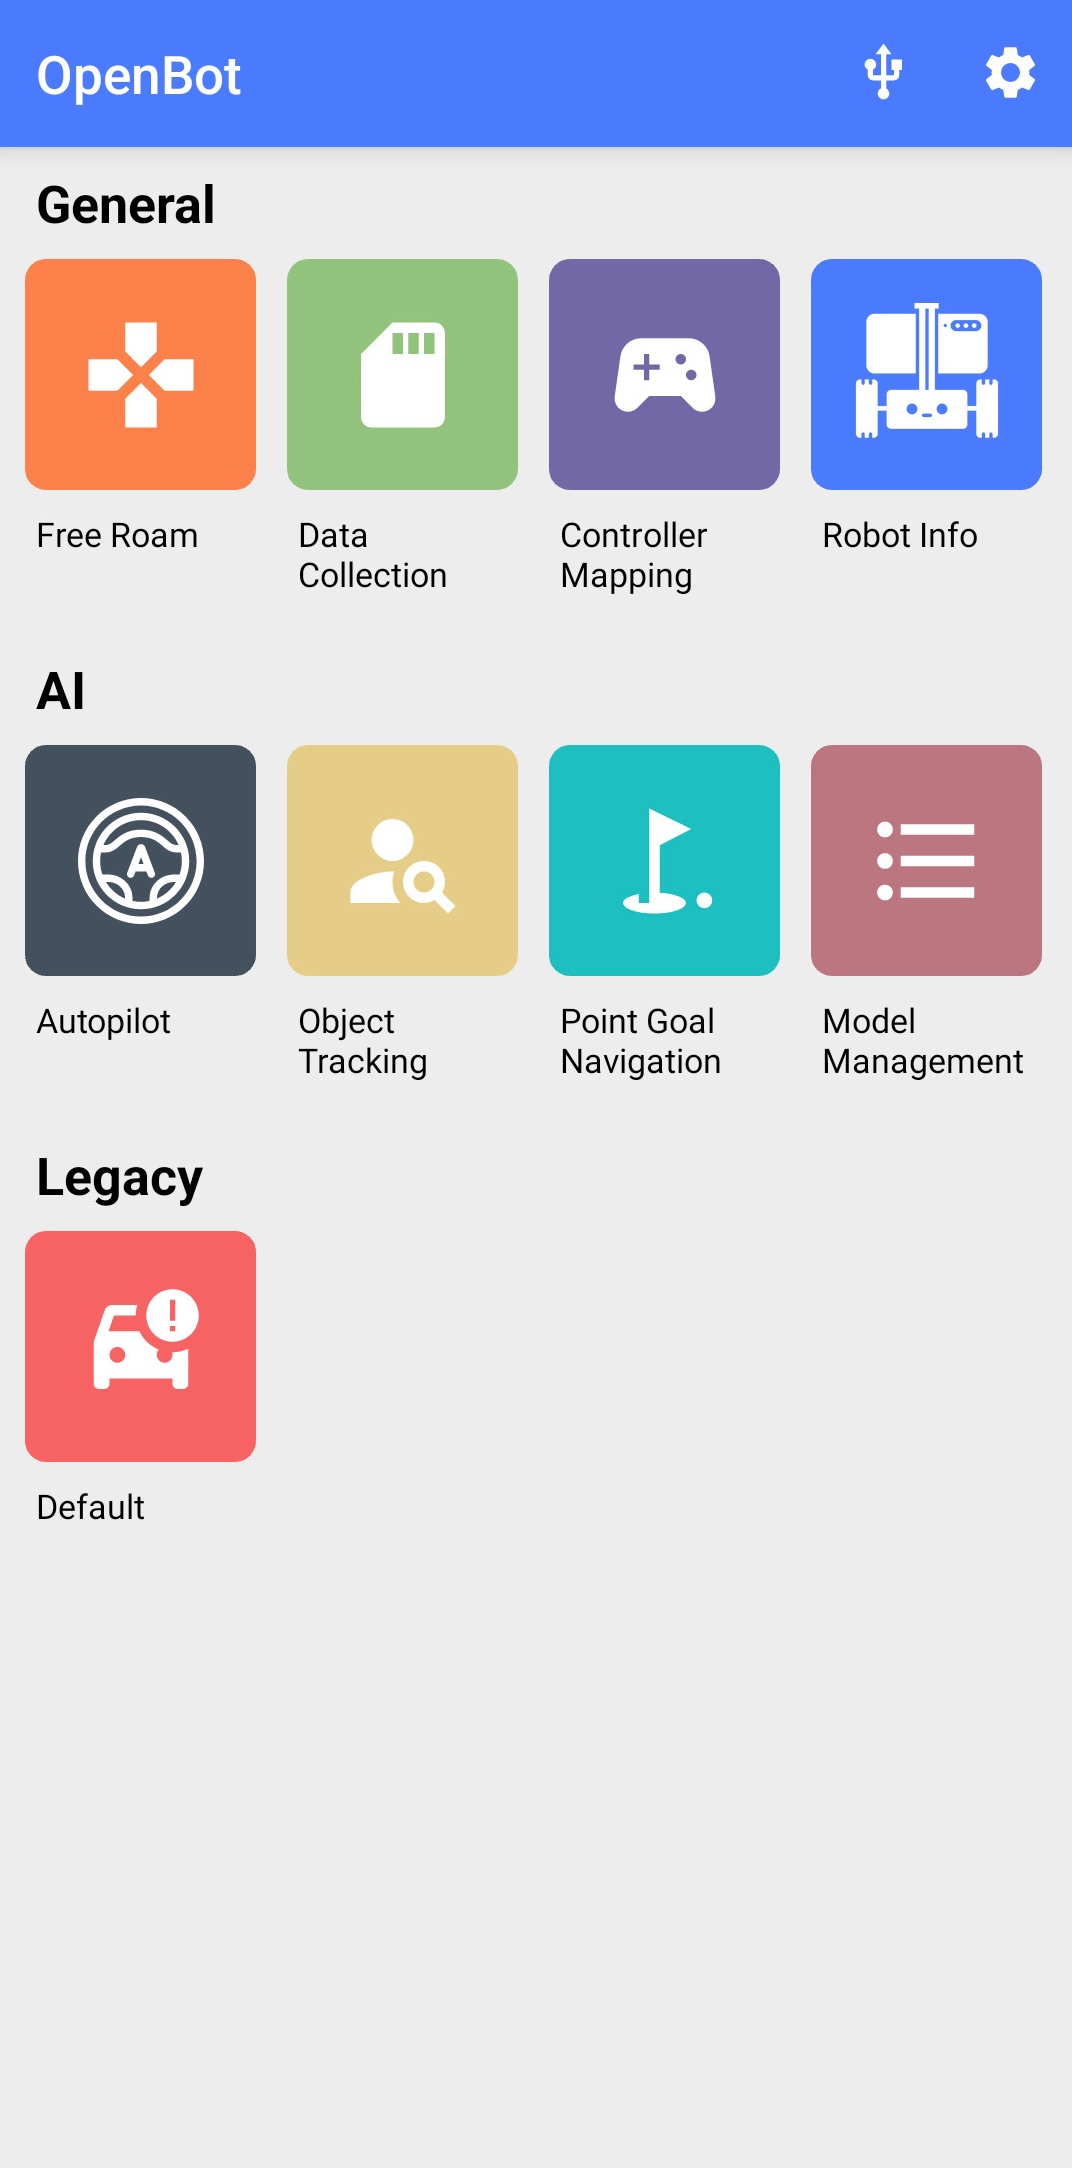 OpenBot
General
Free Roam
Data
Collection
Controller
Mapping
Robot Info
AI
A
Autopilot
Object
Tracking
Point Goal
Navigation
Model
Management
Legacy
!
Default